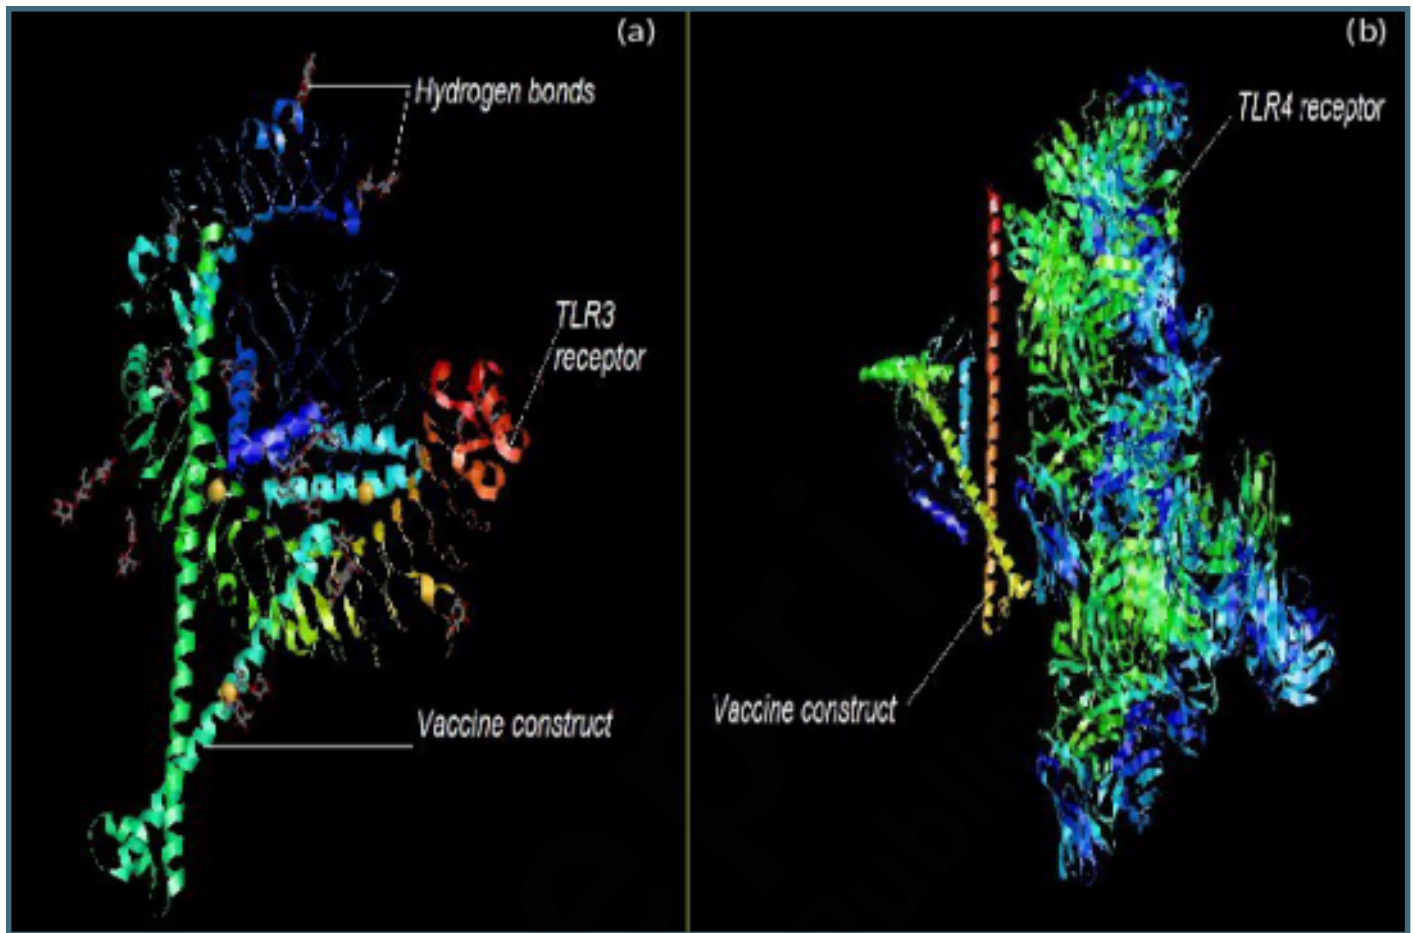 (a)
Hydrogen bonds
TLR3
receptor
Vaccine construct
(b)
TLR4 receptor
Vaccine construct